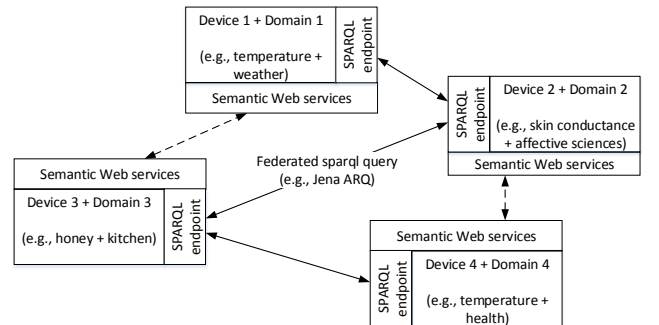 Device 1 + Domain 1
(e.g., temperature +
weather)
SPARQL
endpoint
Semantic Web services
Device 2 + Domain 2
(e.g., skin conductance
+ affective sciences)
SPARQL
endpoint
Semantic Web services
Federated sparql query
(e.g., Jena ARQ)
Semantic Web services
Device 3 + Domain 3
(e.g., honey + kitchen)
SPARQL
endpoint
Semantic Web services
SPARQL
endpoint
Device 4 + Domain 4
(e.g., temperature +
health)